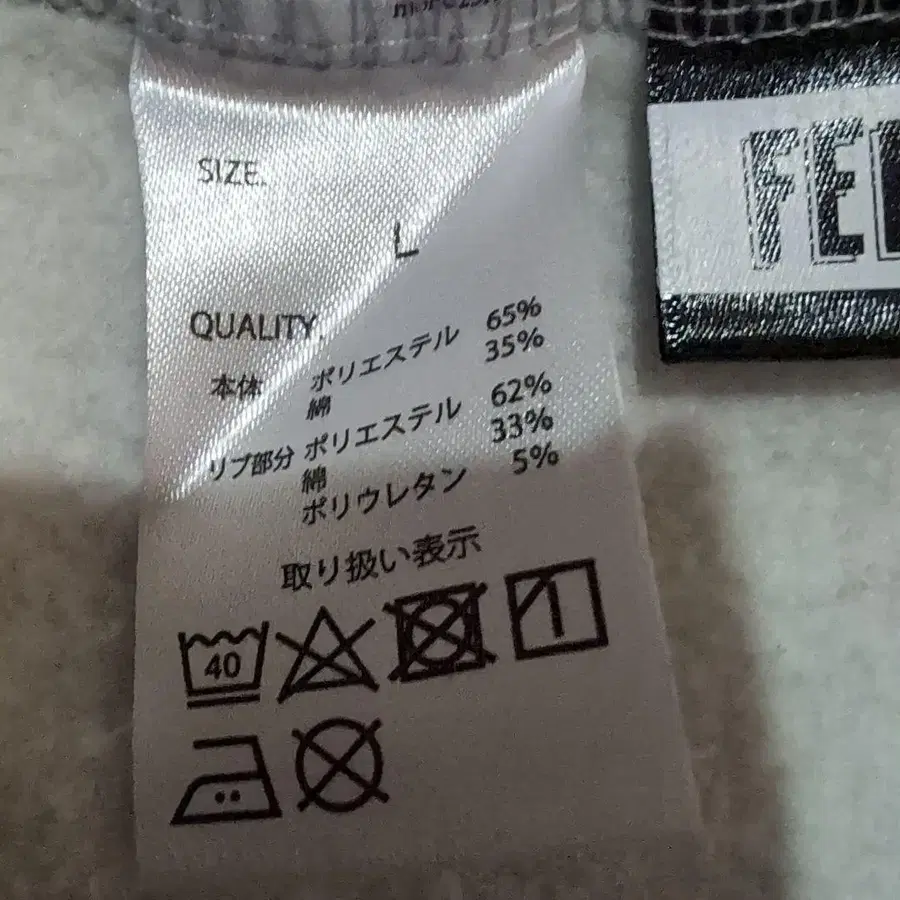 SIZE.
L
QUALITY.
本体 ポリエステル 65%
綿 35%
リブ部分 ポリエステル 62%
綿 33%
ポリウレタン 5%
取り扱い表示
40